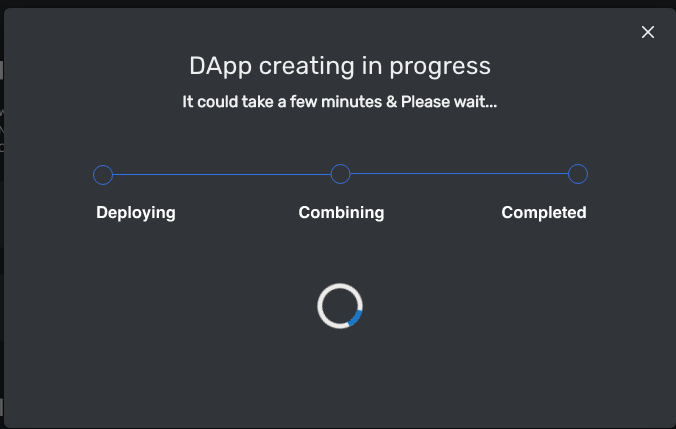 DApp creating in progress
It could take a few minutes & Please wait...
Deploying
Combining
Completed